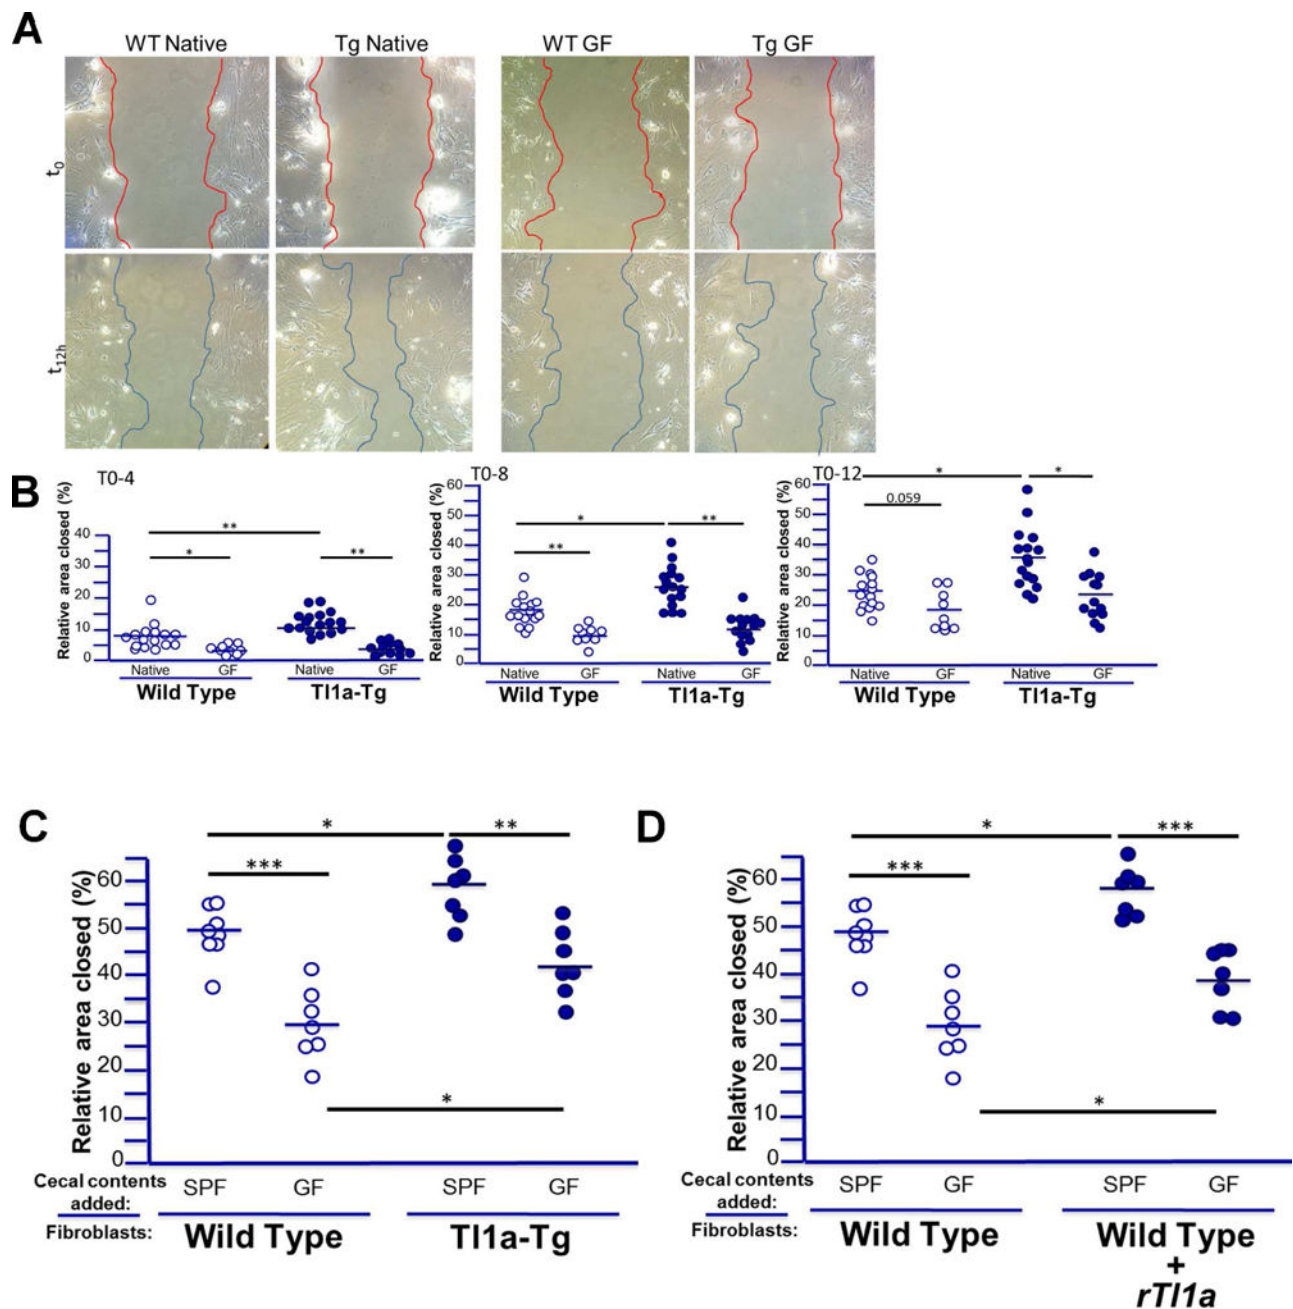 A
WT Native
Tg Native
WT GF
Tg GF
t0
t12h
B
T0-4
Relative area closed (%)
40
30
20
10
0
**
*
**
Native
GF
Native
GF
Wild Type
Tl1a-Tg
T0-8
Relative area closed (%)
60
50
40
30
20
10
0
*
**
**
Native
GF
Native
GF
Wild Type
Tl1a-Tg
T0-12
Relative area closed (%)
60
50
40
30
20
10
0
*
*
0.059
Native
GF
Native
GF
Wild Type
Tl1a-Tg
C
Relative area closed (%)
60
50
40
30
20
10
0
*
**
***
*
Cecal contents
added:
SPF
GF
SPF
GF
Fibroblasts:
Wild Type
Tl1a-Tg
D
Relative area closed (%)
60
50
40
30
20
10
0
*
***
***
*
Cecal contents
added:
SPF
GF
SPF
GF
Fibroblasts:
Wild Type
Wild Type
+
rTl1a